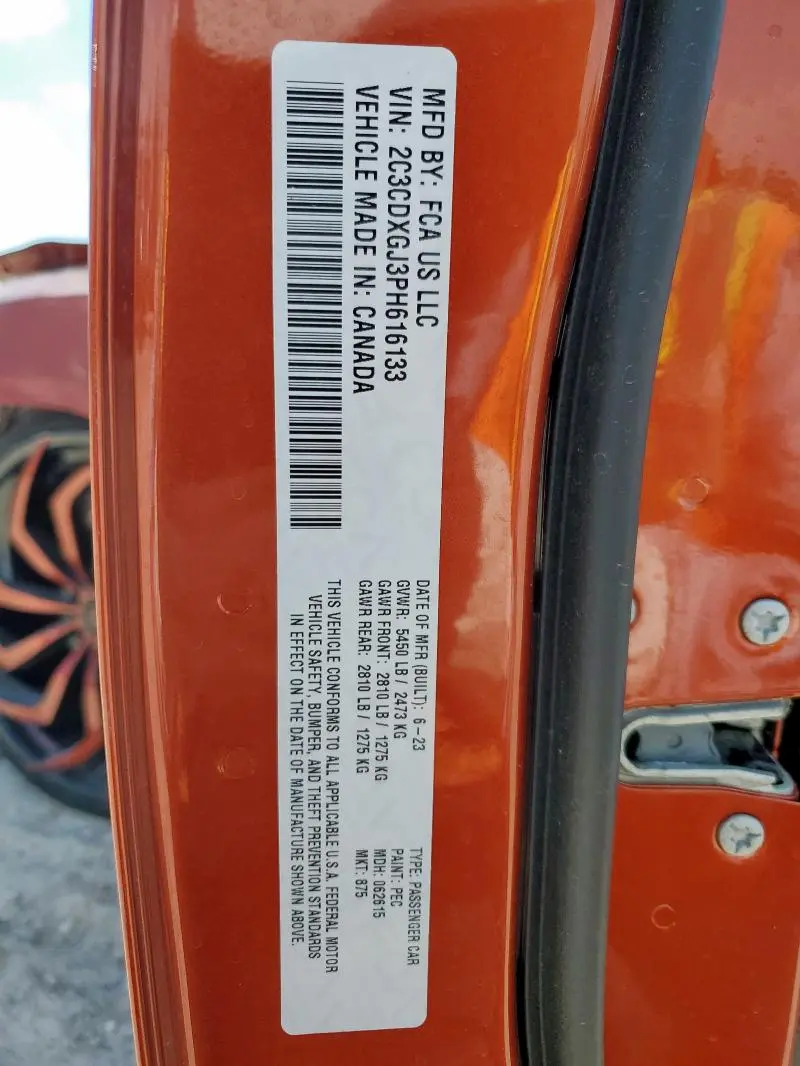 MFD BY: FCA US LLC
VIN: 2C3CDXGJ3PH616133
VEHICLE MADE IN: CANADA
DATE OF MFR (BUILT): 6-23
GVWR: 5450 LB / 2473 KG
GAWR FRONT: 2810 LB / 1275 KG
GAWR REAR: 2810 LB / 1275 KG
TYPE: PASSENGER CAR
PAINT: PEC
MDH: 062615
MKT: 875
THIS VEHICLE CONFORMS TO ALL APPLICABLE U.S.A. FEDERAL MOTOR
VEHICLE SAFETY, BUMPER, AND THEFT PREVENTION STANDARDS
IN EFFECT ON THE DATE OF MANUFACTURE SHOWN ABOVE.